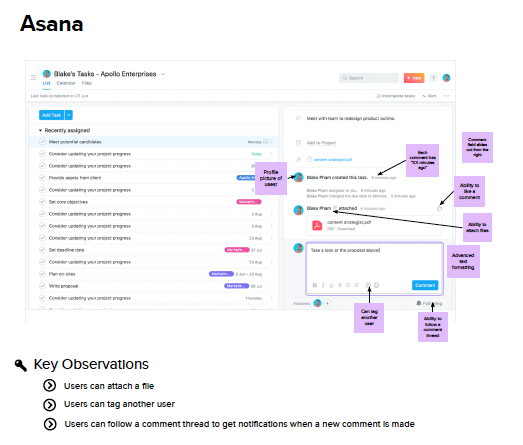 Asana
Blake's Tasks - Apollo Enterprises
List Calendar Files
Search
+ New
?
Last task completed on 21 Jun
Incomplete tasks
Sort
Add Task
Recently assigned
Meet potential candidates Monday
Consider updating your project progress Today
Consider updating your project progress
Provide assets from client Apollo
Consider updating your project progress
Set core objectives Marketin...
Consider updating your project progress 2 Aug
Consider updating your project progress 2 Aug
Consider updating your project progress 23 Aug
Set deadline date Marketin... 27 Jul
Consider updating your project progress 23 Aug
Plan on-sites Marketin... 2 Jun - 23 Aug
Write proposal Marketin... 26 Jul
Consider updating your project progress Thursday
Meet with team to redesign product outline.
Add to Project
content strategist.pdf
Blake Pham created this task. 6 minutes ago
Blake Pham assigned to you. 6 minutes ago
Blake Pham changed the due date to Monday. 5 minutes ago
Blake Pham attached 6 minutes ago
content strategist.pdf
PDF · Download
Take a look at the proposal above
B I U S
Comment
Followers
+
Following
Profile picture of user
Each comment has "XX minutes ago"
Comment field slides out from the right
Ability to like a comment
Ability to attach files
Advanced text formatting
Can tag another user
Ability to follow a comment thread
Key Observations
Users can attach a file
Users can tag another user
Users can follow a comment thread to get notifications when a new comment is made